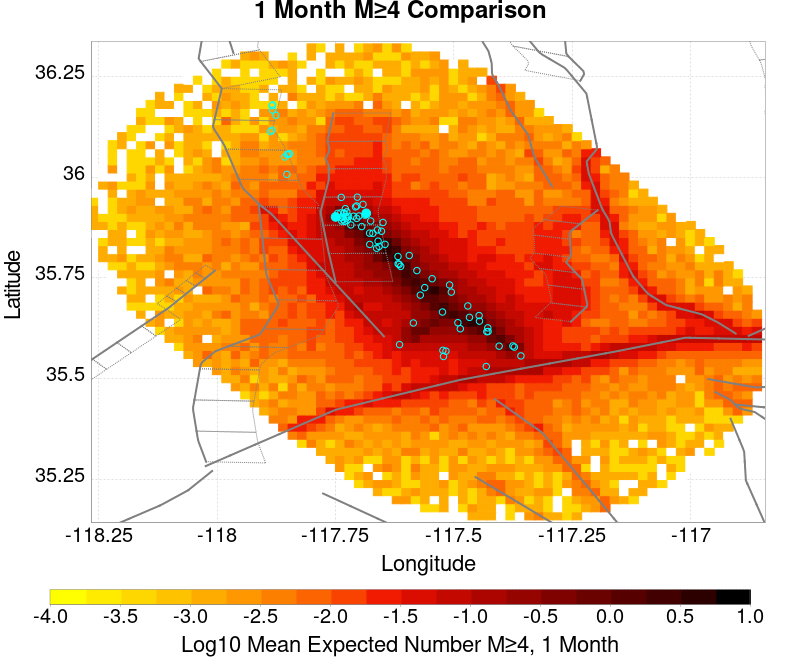 1 Month M≥4 Comparison
36.25
36
35.75
35.5
35.25
Latitude
-118.25 -118 -117.75 -117.5 -117.25 -117
Longitude
-4.0 -3.5 -3.0 -2.5 -2.0 -1.5 -1.0 -0.5 0.0 0.5 1.0
Log10 Mean Expected Number M≥4, 1 Month